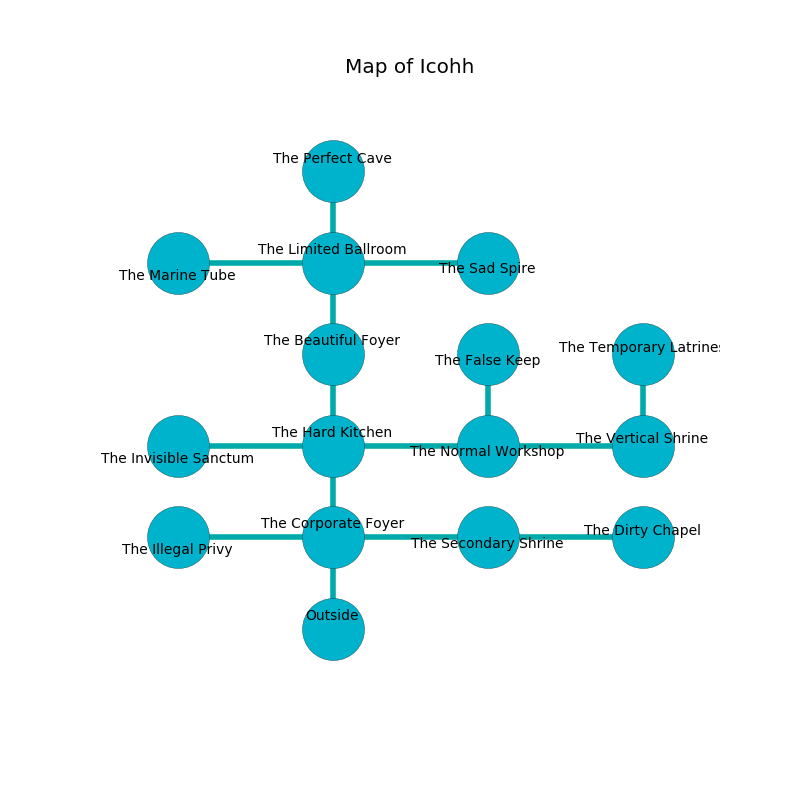 Map of Icohh
The Perfect Cave
The Limited Ballroom
The Marine Tube
The Sad Spire
The Beautiful Foyer
The False Keep
The Temporary Latrines
The Hard Kitchen
The Invisible Sanctum
The Normal Workshop
The Vertical Shrine
The Corporate Foyer
The Illegal Privy
The Secondary Shrine
The Dirty Chapel
Outside